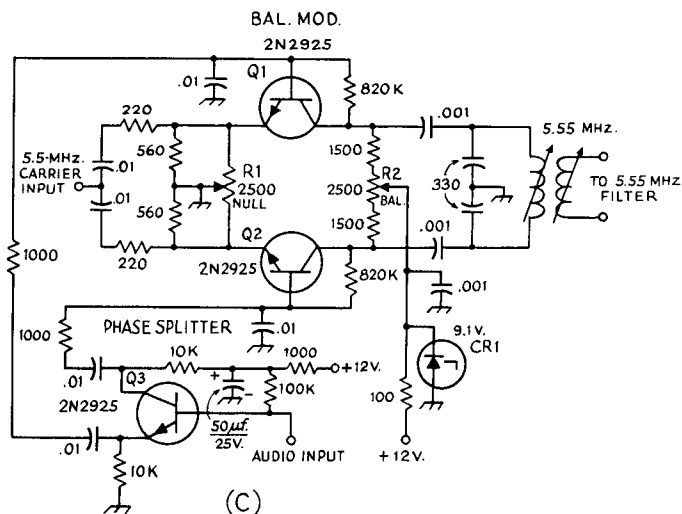 BAL. MOD.
2N2925
.01
Q1
820K
220
.001
5.55 MHz.
5.5-MHz.
CARRIER
INPUT
.01
.01
560
560
R1
2500
NULL
1500
R2
2500
BAL.
1500
330
TO 5.55 MHz
FILTER
1000
220
Q2
2N2925
.001
820K
.001
1000
PHASE SPLITTER
.01
9.1V.
CR1
.01
Q3
10K
1000
+12V.
2N2925
+
-
100K
100
50µf.
25V.
.01
AUDIO INPUT
+12V.
10K
(C)